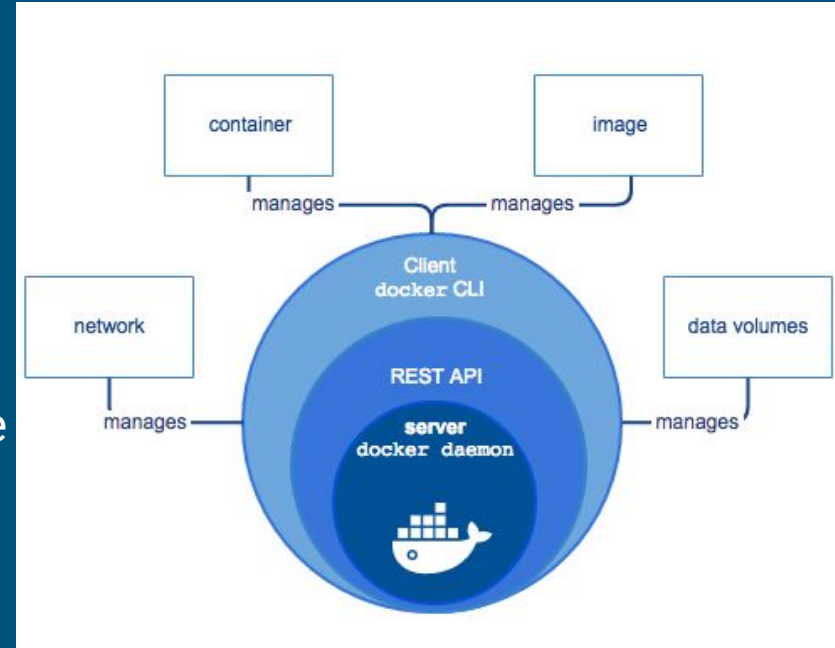 container
image
manages
manages
Client
docker CLI
network
data volumes
REST API
e
manages
server
manages
docker daemon